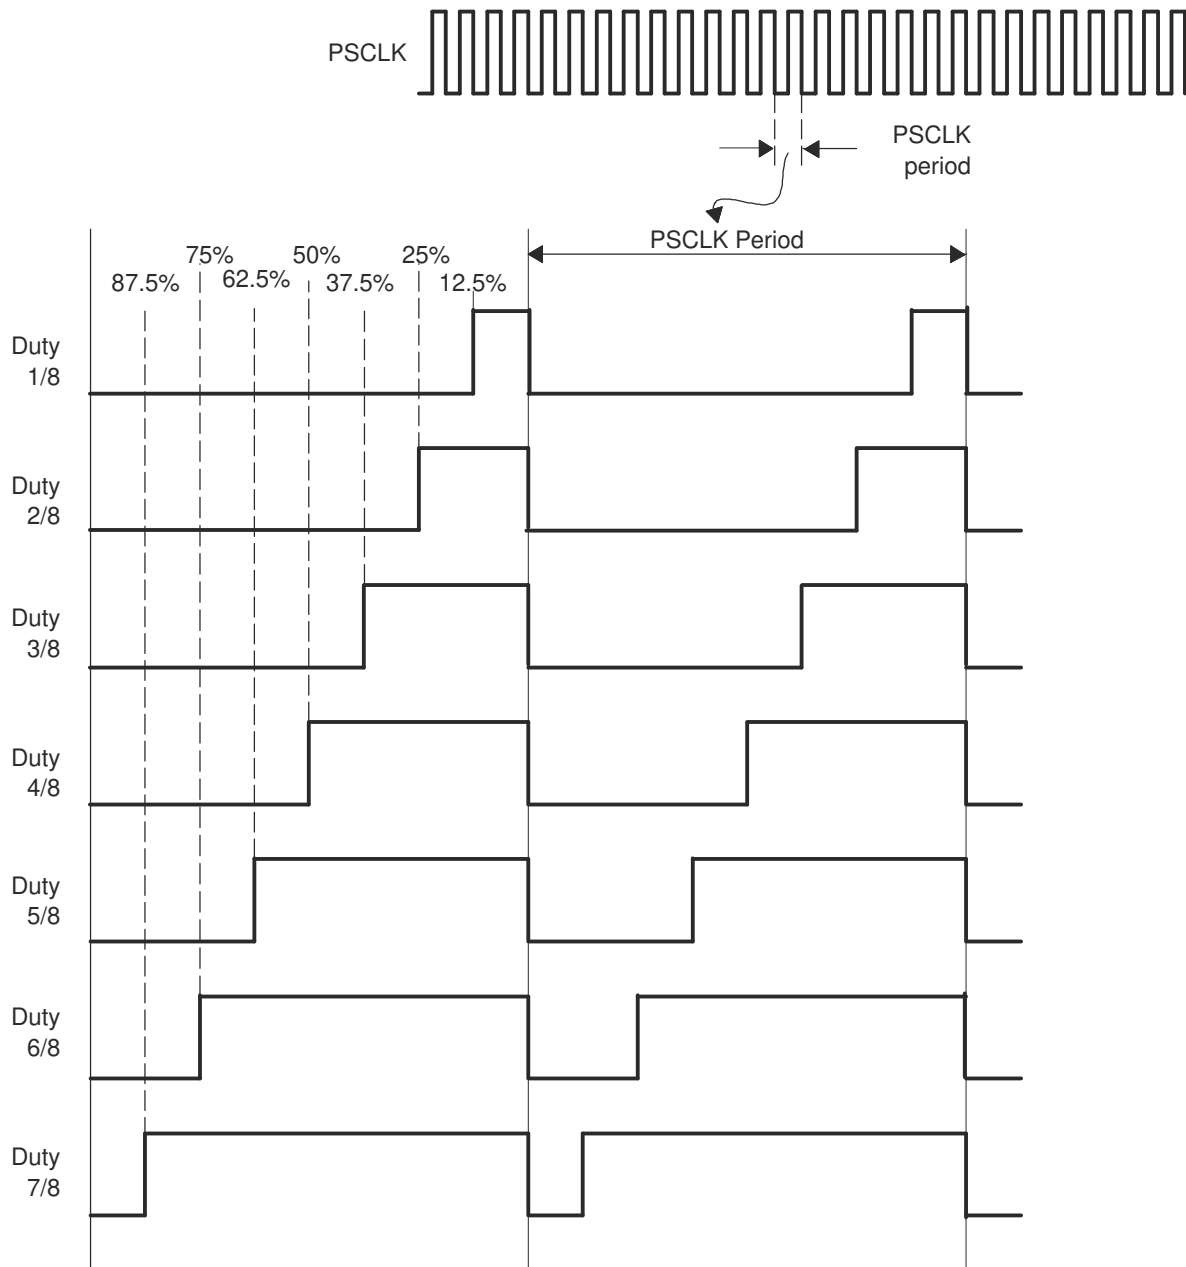 PSCLK
PSCLK
period
PSCLK Period
75%
50%
25%
87.5%
62.5%
37.5%
12.5%
Duty
1/8
Duty
2/8
Duty
3/8
Duty
4/8
Duty
5/8
Duty
6/8
Duty
7/8